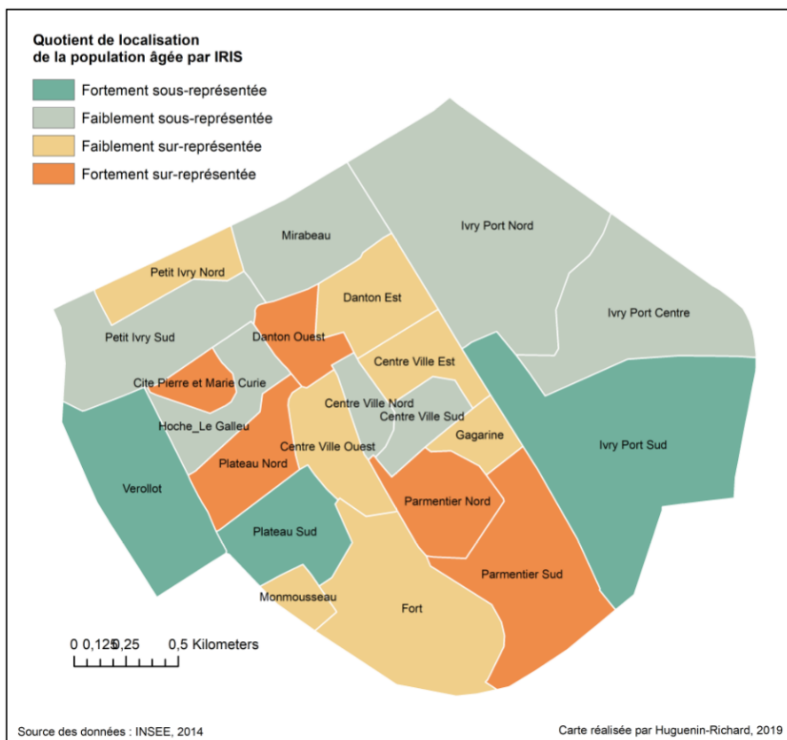 Quotient de localisation
de la population âgée par IRIS
Fortement sous-représentée
Faiblement sous-représentée
Faiblement sur-représentée
Fortement sur-représentée
Mirabeau
Ivry Port Nord
Petit Ivry Nord
Danton Est
Ivry Port Centre
Petit Ivry Sud
Danton Ouest
Centre Ville Est
Cite Pierre et Marie Curie
Centre Ville Nord
Centre Ville Sud
Hoche_Le Galleu
Gagarine
Centre Ville Ouest
Ivry Port Sud
Plateau Nord
Verollot
Parmentier Nord
Plateau Sud
Parmentier Sud
Monmousseau
Fort
0 0,125 0,25 0,5 Kilometers
Source des données : INSEE, 2014
Carte réalisée par Huguenin-Richard, 2019